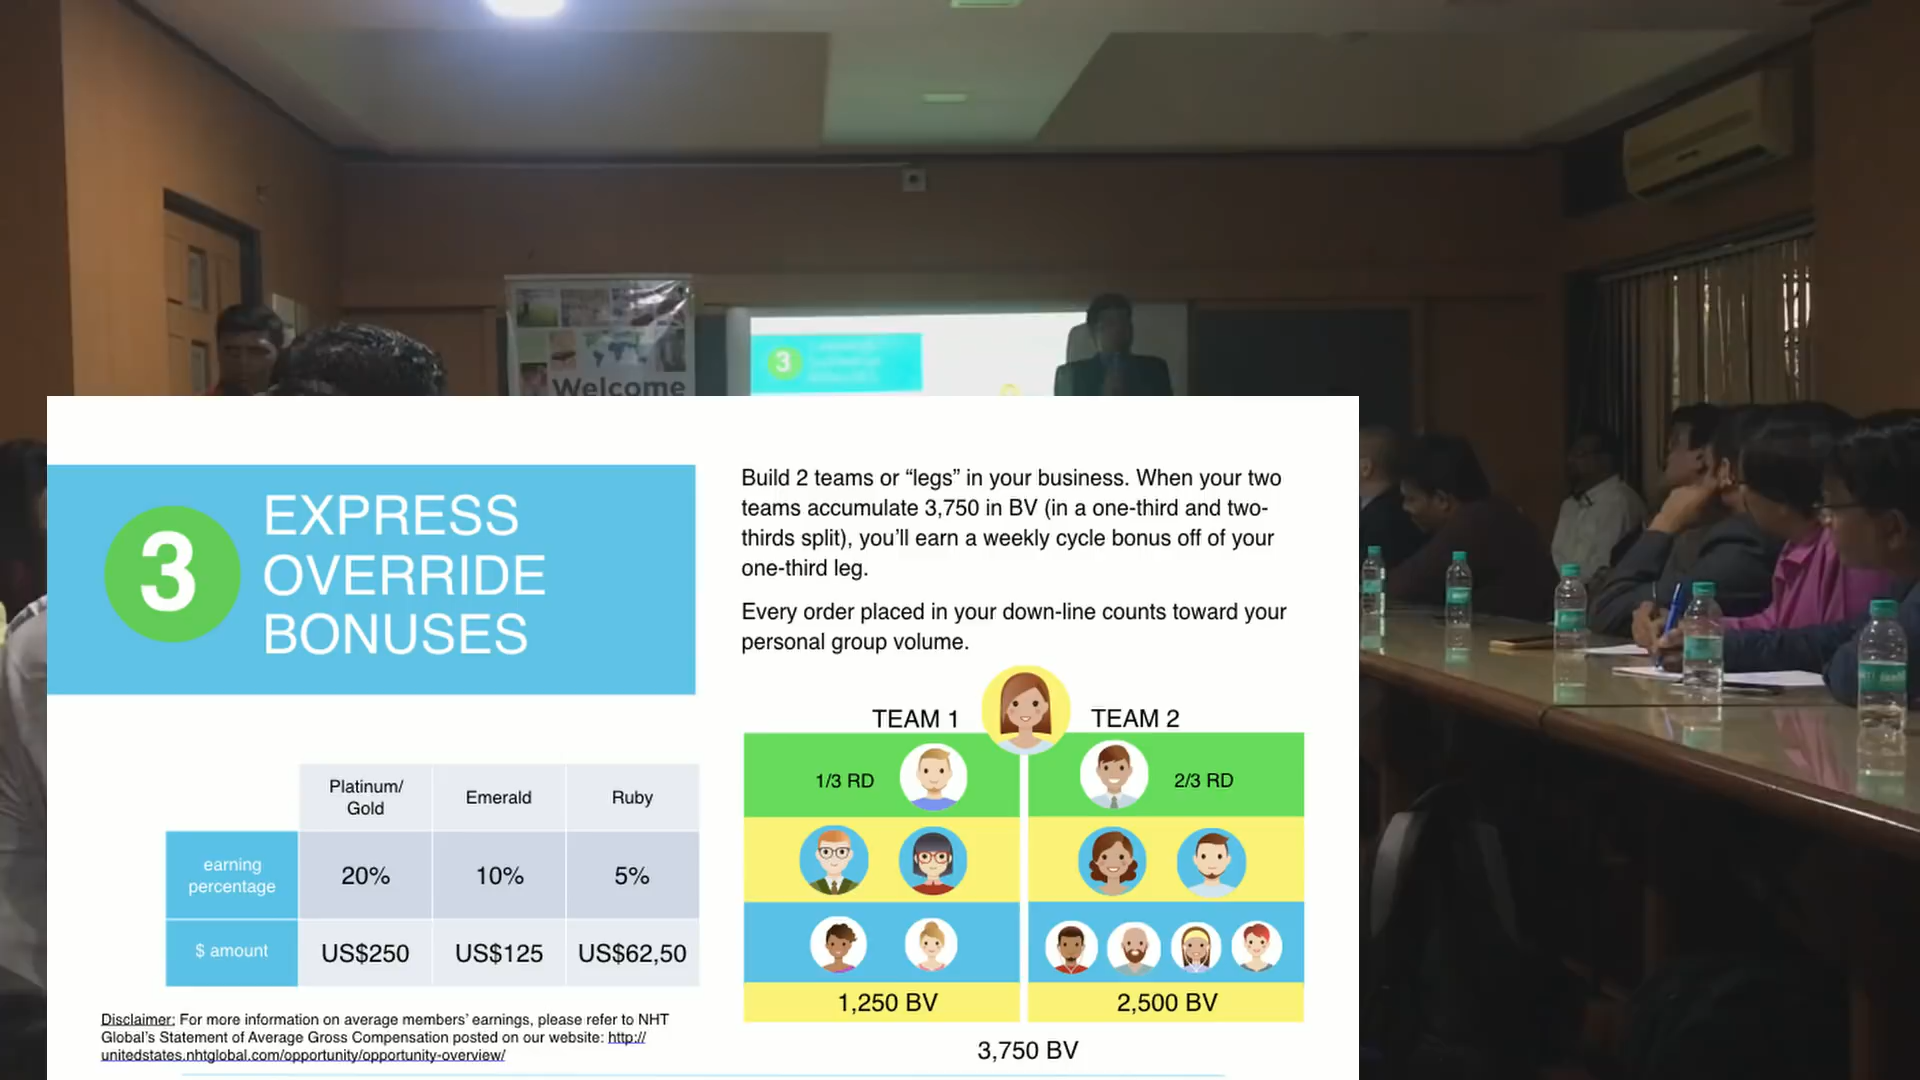 Welcome
3
3
EXPRESS
OVERRIDE
BONUSES
Build 2 teams or “legs” in your business. When your two
teams accumulate 3,750 in BV (in a one-third and two-
thirds split), you’ll earn a weekly cycle bonus off of your
one-third leg.
Every order placed in your down-line counts toward your
personal group volume.
TEAM 1
TEAM 2
1/3 RD
2/3 RD
1,250 BV
2,500 BV
3,750 BV
Platinum/
Gold
Emerald
Ruby
earning
percentage
20%
10%
5%
$ amount
US$250
US$125
US$62,50
Disclaimer: For more information on average members’ earnings, please refer to NHT
Global’s Statement of Average Gross Compensation posted on our website: http://
unitedstates.nhtglobal.com/opportunity/opportunity-overview/